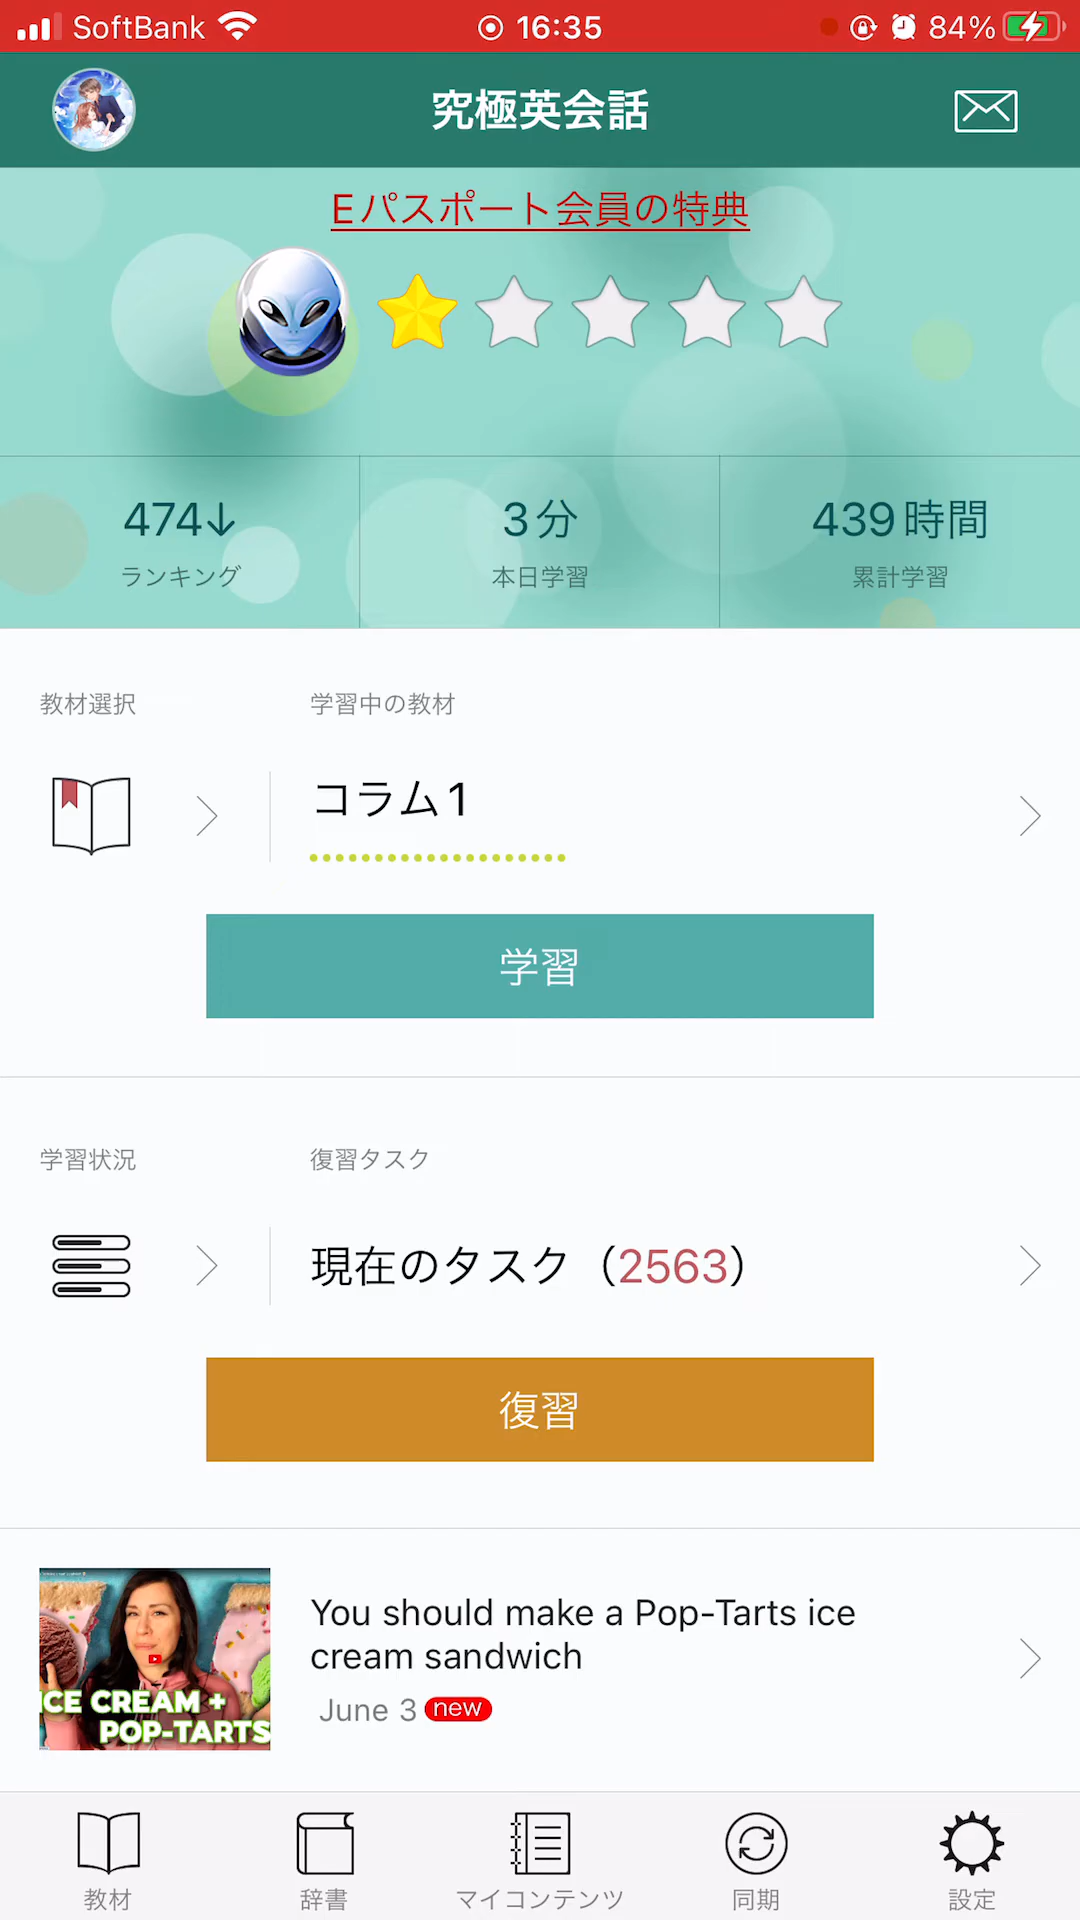 SoftBank 16:35 84%
究極英会話
Eパスポート会員の特典
474↓ 3分 439時間
ランキング 本日学習 累計学習
教材選択 学習中の教材
コラム1
学習
学習状況 復習タスク
現在のタスク（2563）
復習
You should make a Pop-Tarts ice
cream sandwich
June 3 new
ICE CREAM +
POP-TARTS
教材 辞書 マイコンテンツ 同期 設定